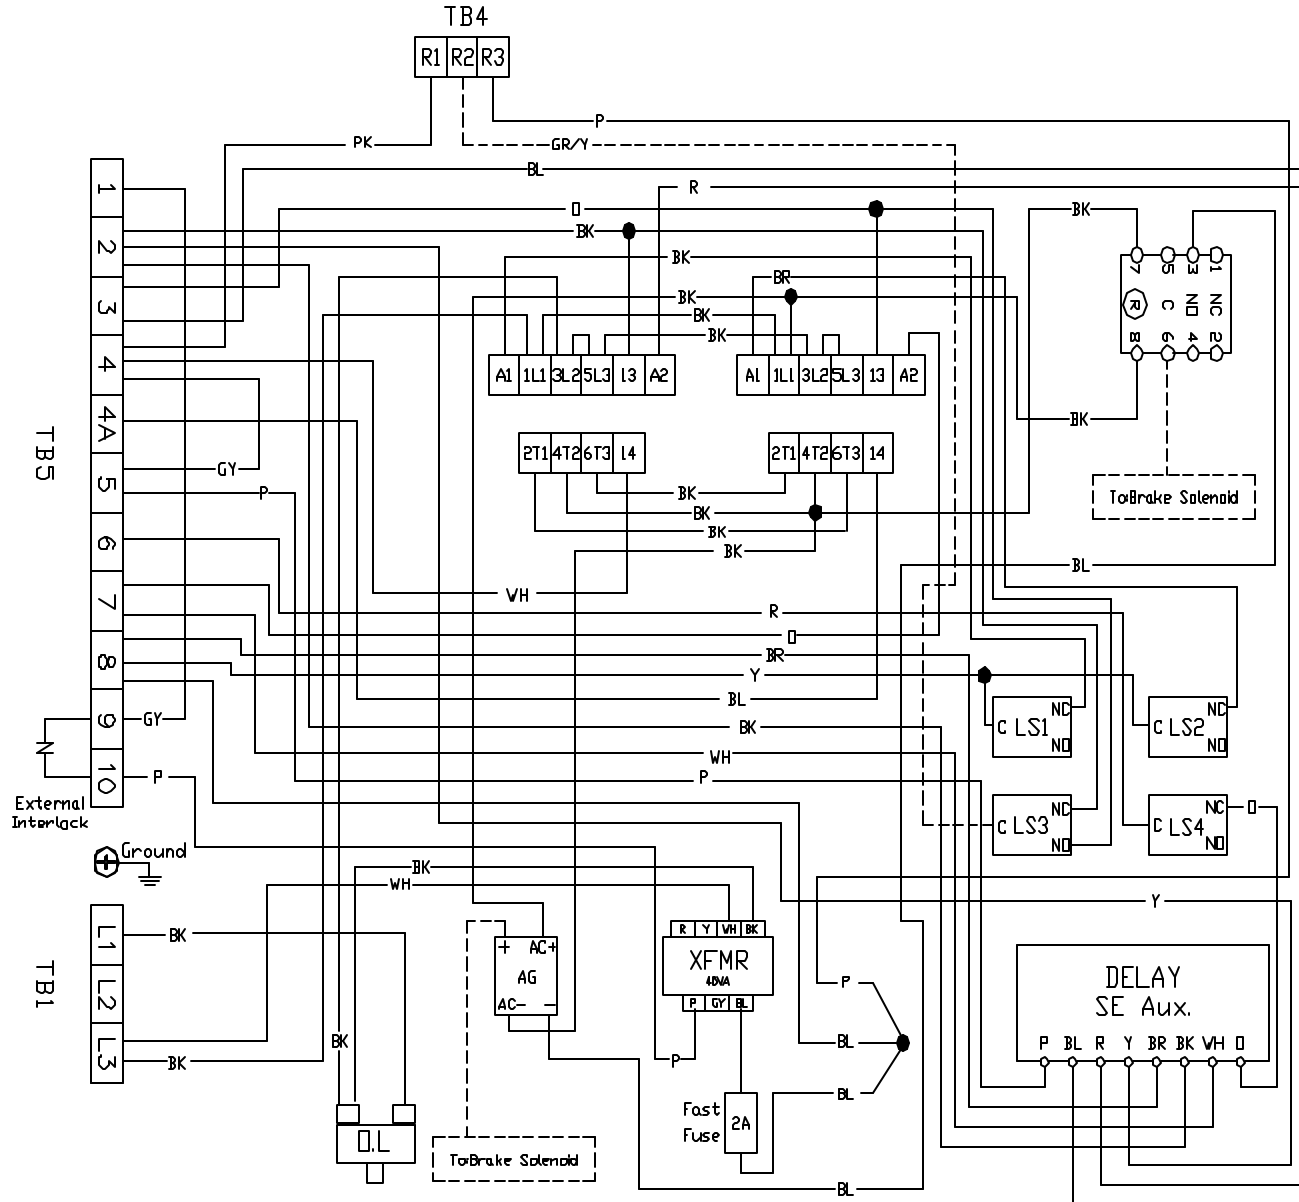 TB4
R1 R2 R3
P
PK
GR/Y
BL
R
O
BK
BK
BK
BR
BK
BK
BK
1
2
3
4
4A
5
6
7
8
9
10
TB5
A1 1L1 3L2 5L3 13 A2
A1 1L1 3L2 5L3 13 A2
7 5 3 1
R C NO NC
8 6 4 2
BK
2T1 4T2 6T3 14
2T1 4T2 6T3 14
GY
P
BK
BK
BK
BK
To Brake Solenoid
BL
WH
R
O
BR
Y
BL
GY
BK
WH
P
P
N
C LS1 NC NO
C LS2 NC NO
C LS3 NC NO
C LS4 NC NO
O
External
Interlock
Ground
BK
WH
Y
L1
L2
L3
TB1
BK
BK
BK
+ AC+
AG
AC- -
R Y WH BK
XFMR
40VA
P GY BL
P
P
BL
BL
BL
DELAY
SE Aux.
P BL R Y BR BK WH O
Fast
Fuse
2A
O.L
To Brake Solenoid